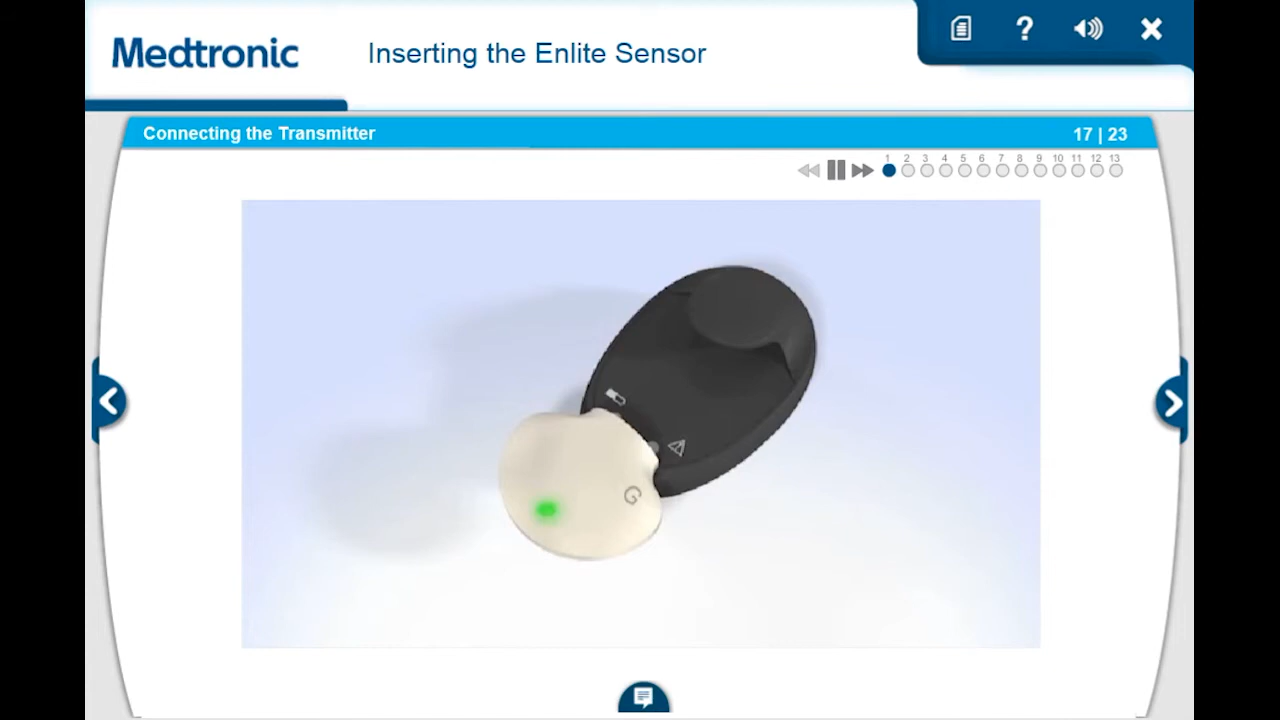 Medtronic
Inserting the Enlite Sensor
?
Connecting the Transmitter
17 | 23
1 2 3 4 5 6 7 8 9 10 11 12 13
G